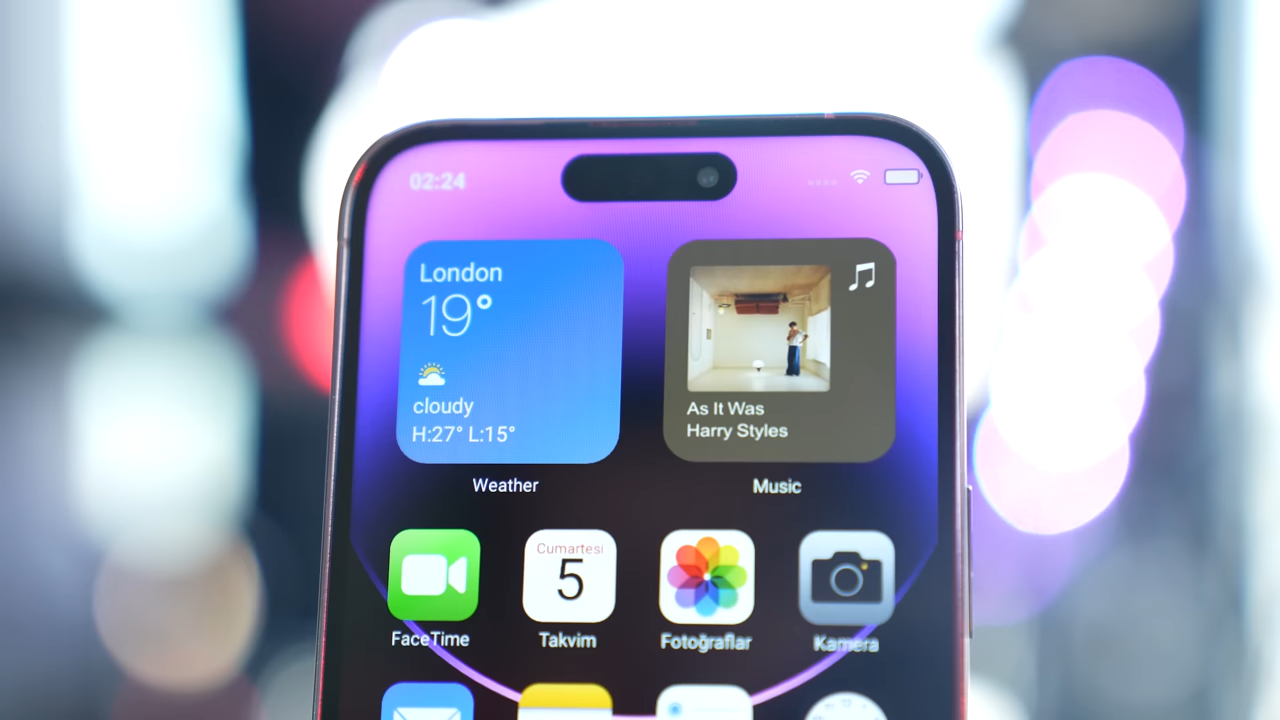 02:24
London
19°
cloudy
H:27° L:15°
Weather
As It Was
Harry Styles
Music
FaceTime
Cumartesi
5
Takvim
Fotoğraflar
Kamera